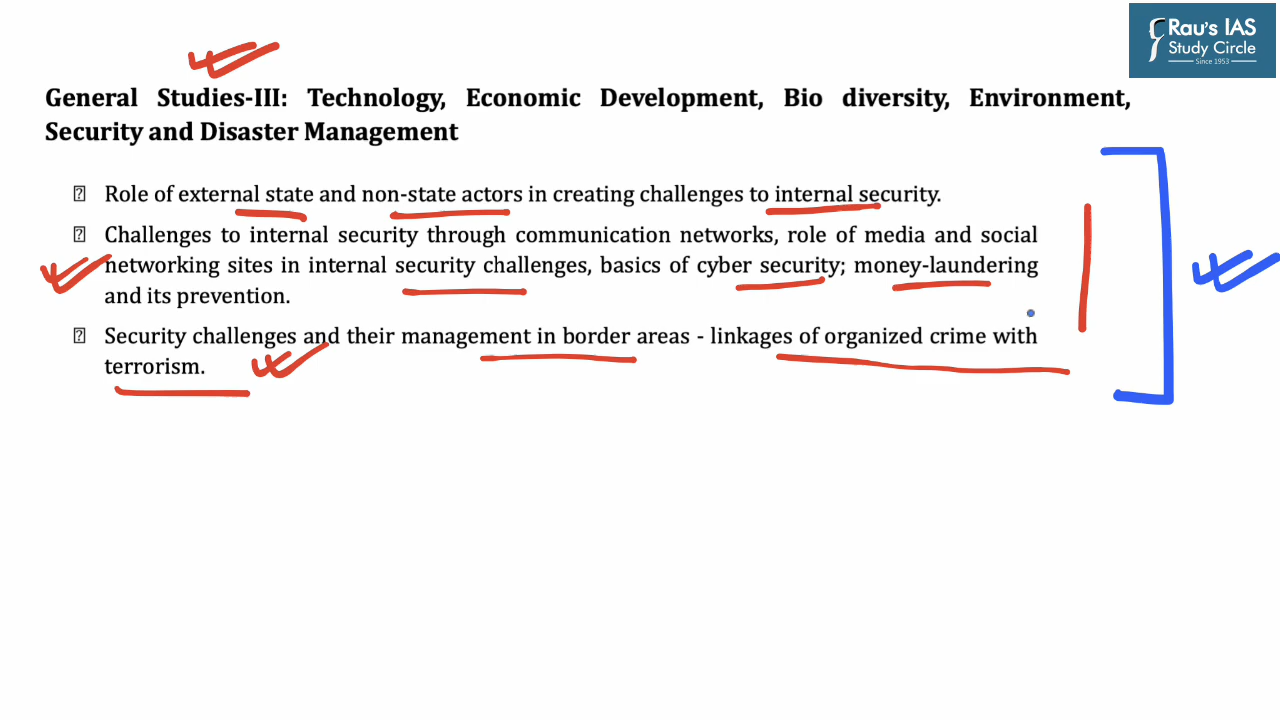 Rau's IAS
Study Circle
Since 1953
General Studies-III: Technology, Economic Development, Bio diversity, Environment,
Security and Disaster Management
Role of external state and non-state actors in creating challenges to internal security.
Challenges to internal security through communication networks, role of media and social
networking sites in internal security challenges, basics of cyber security; money-laundering
and its prevention.
Security challenges and their management in border areas - linkages of organized crime with
terrorism.